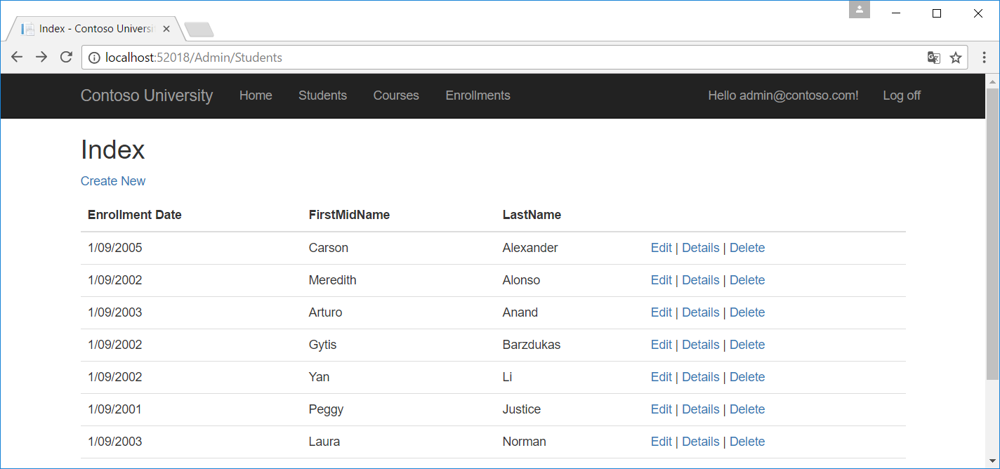 Index - Contoso Universi
localhost:52018/Admin/Students
Contoso University Home Students Courses Enrollments Hello admin@contoso.com! Log off
Index
Create New
Enrollment Date FirstMidName LastName
1/09/2005 Carson Alexander Edit | Details | Delete
1/09/2002 Meredith Alonso Edit | Details | Delete
1/09/2003 Arturo Anand Edit | Details | Delete
1/09/2002 Gytis Barzdukas Edit | Details | Delete
1/09/2002 Yan Li Edit | Details | Delete
1/09/2001 Peggy Justice Edit | Details | Delete
1/09/2003 Laura Norman Edit | Details | Delete